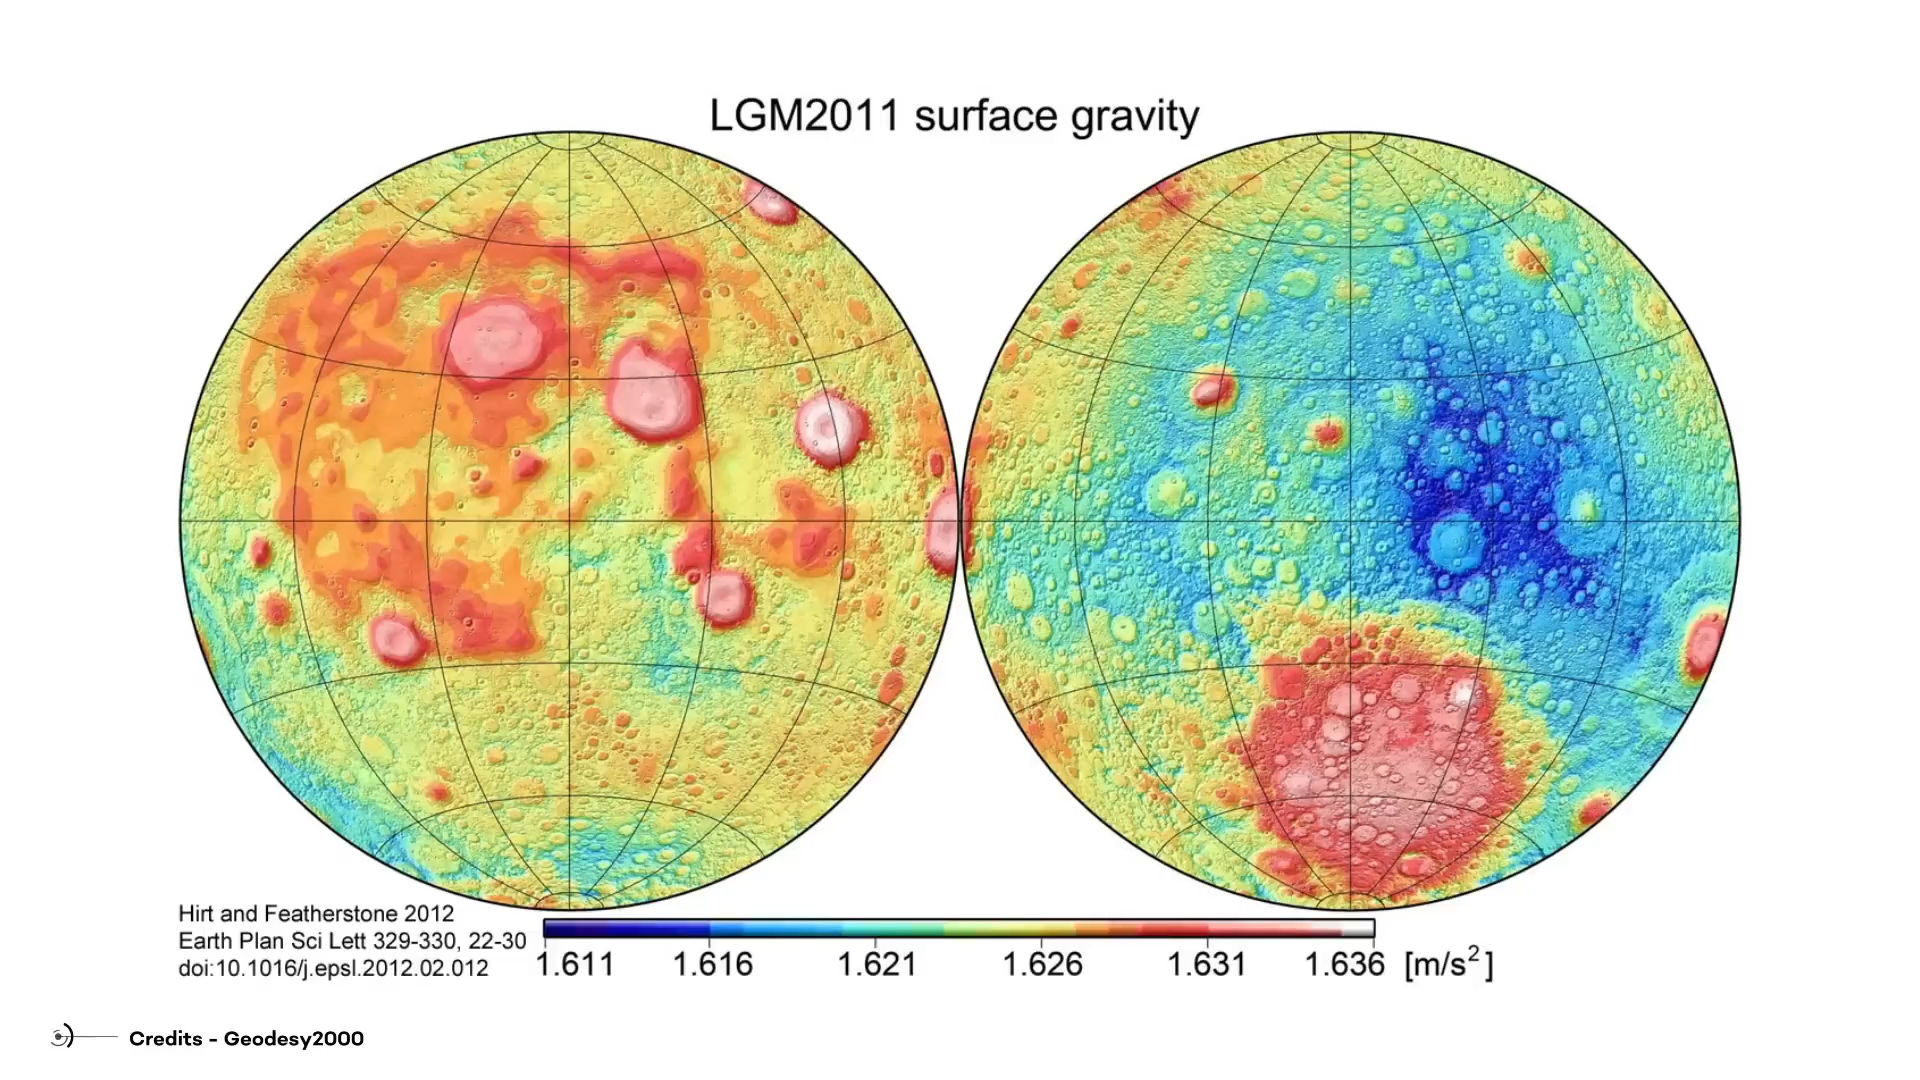 LGM2011 surface gravity
Hirt and Featherstone 2012
Earth Plan Sci Lett 329-330, 22-30
doi:10.1016/j.epsl.2012.02.012
1.611 1.616 1.621 1.626 1.631 1.636 [m/s²]
Credits - Geodesy2000